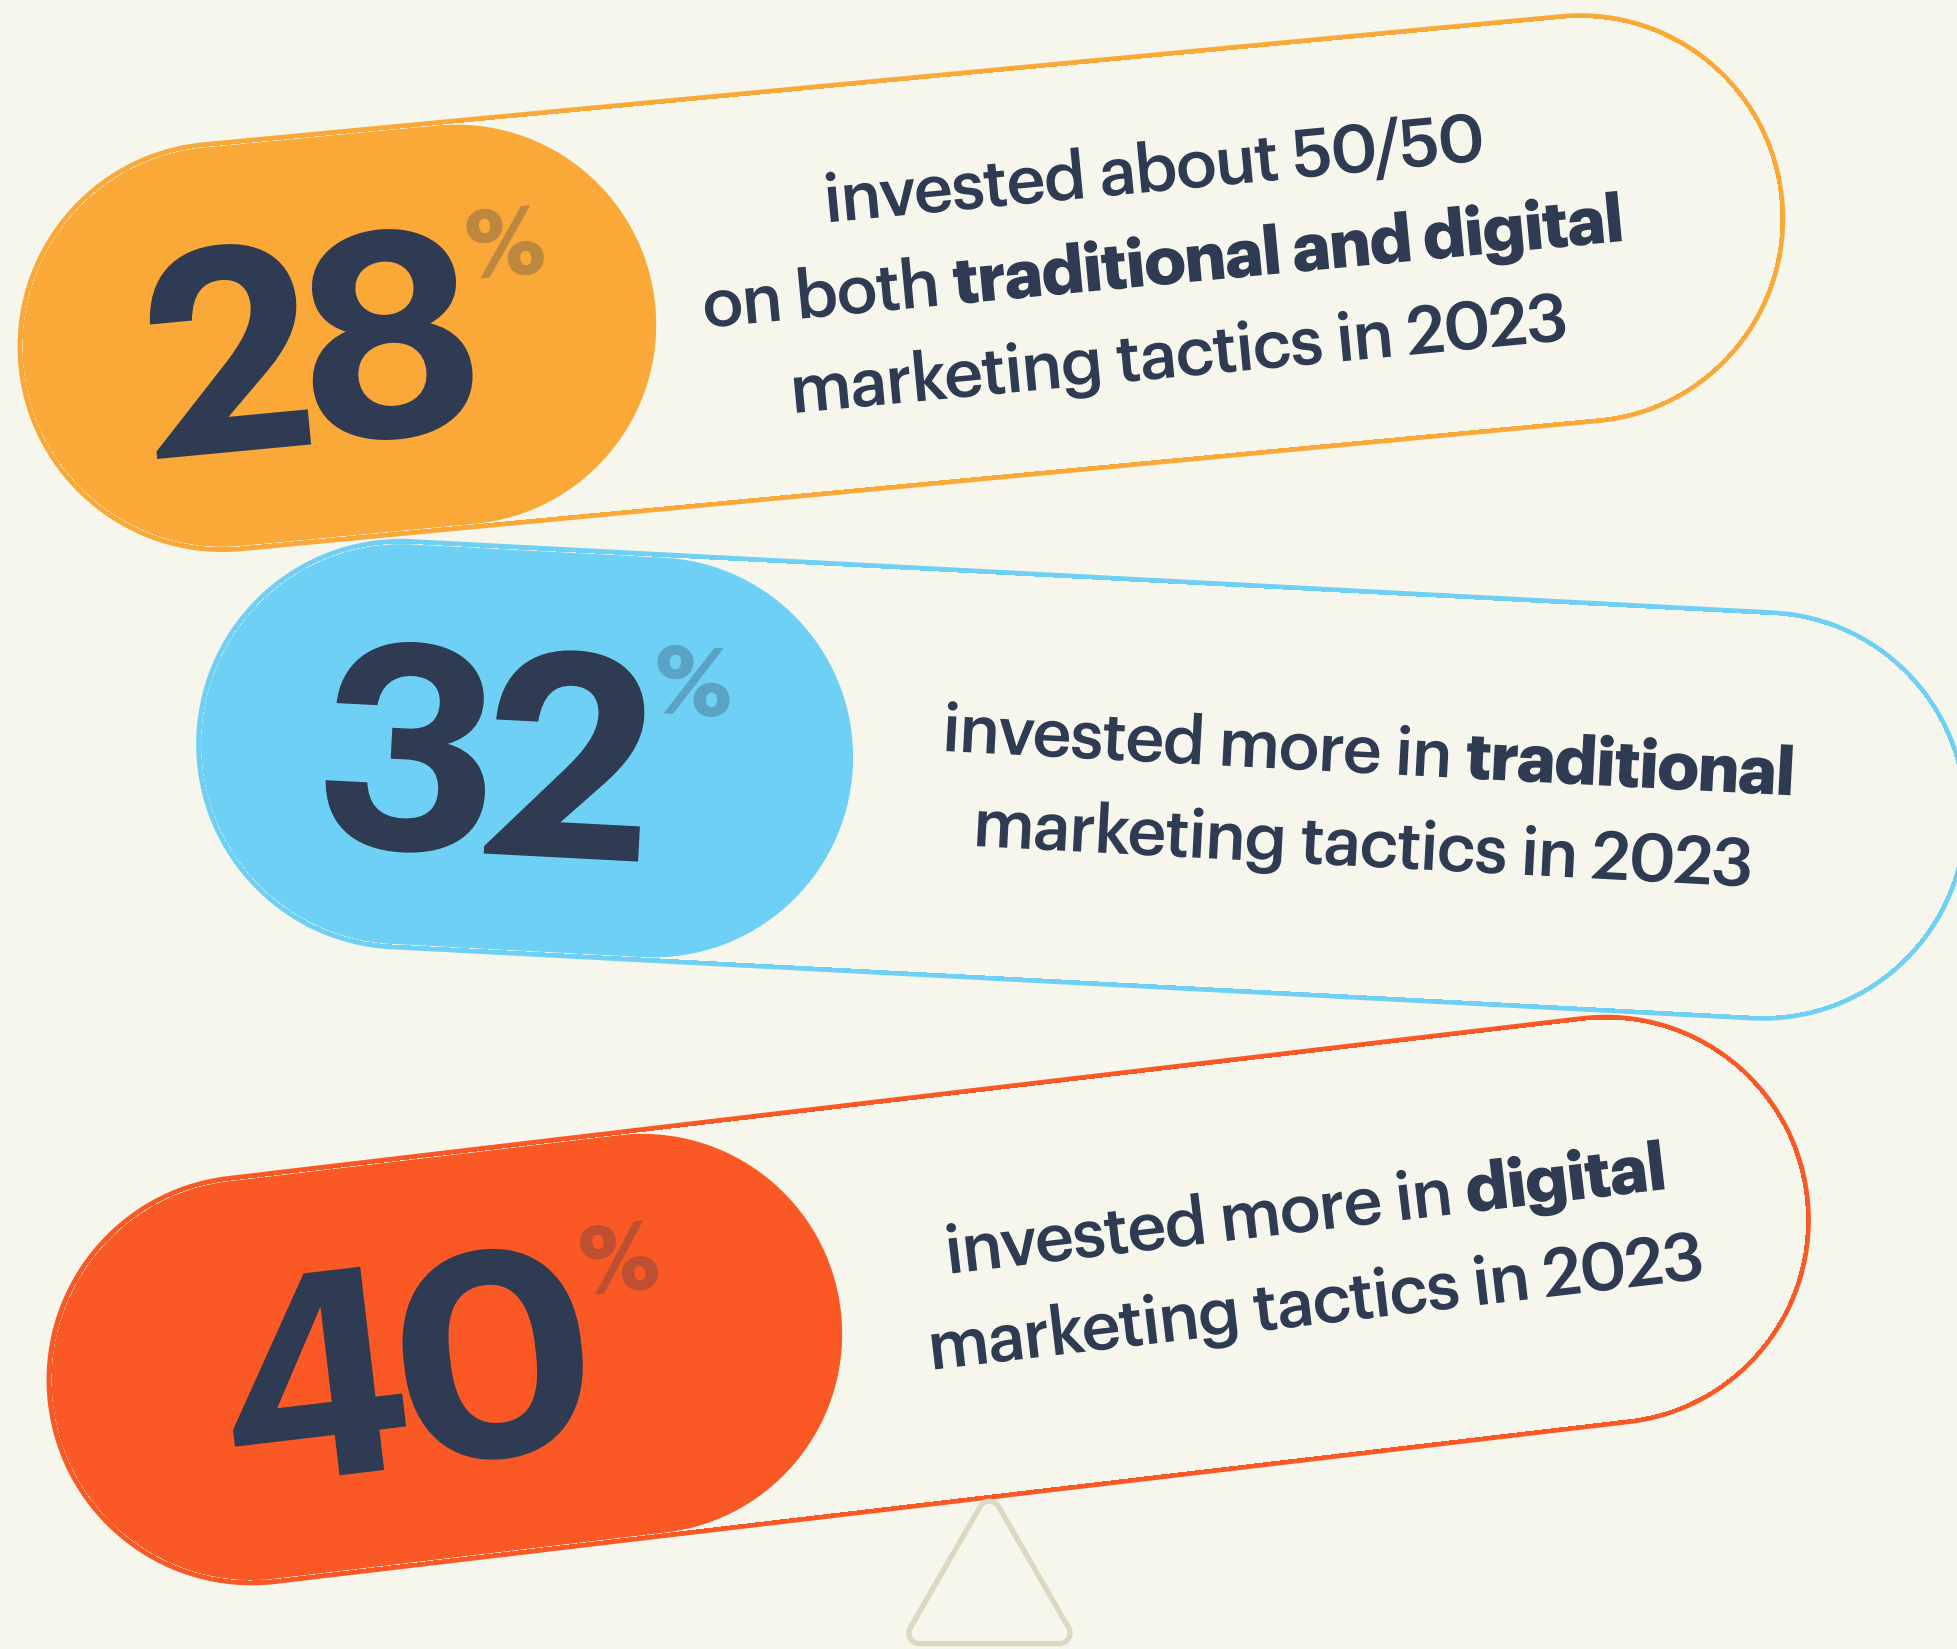 28%
invested about 50/50
on both traditional and digital
marketing tactics in 2023
32%
invested more in traditional
marketing tactics in 2023
40%
invested more in digital
marketing tactics in 2023